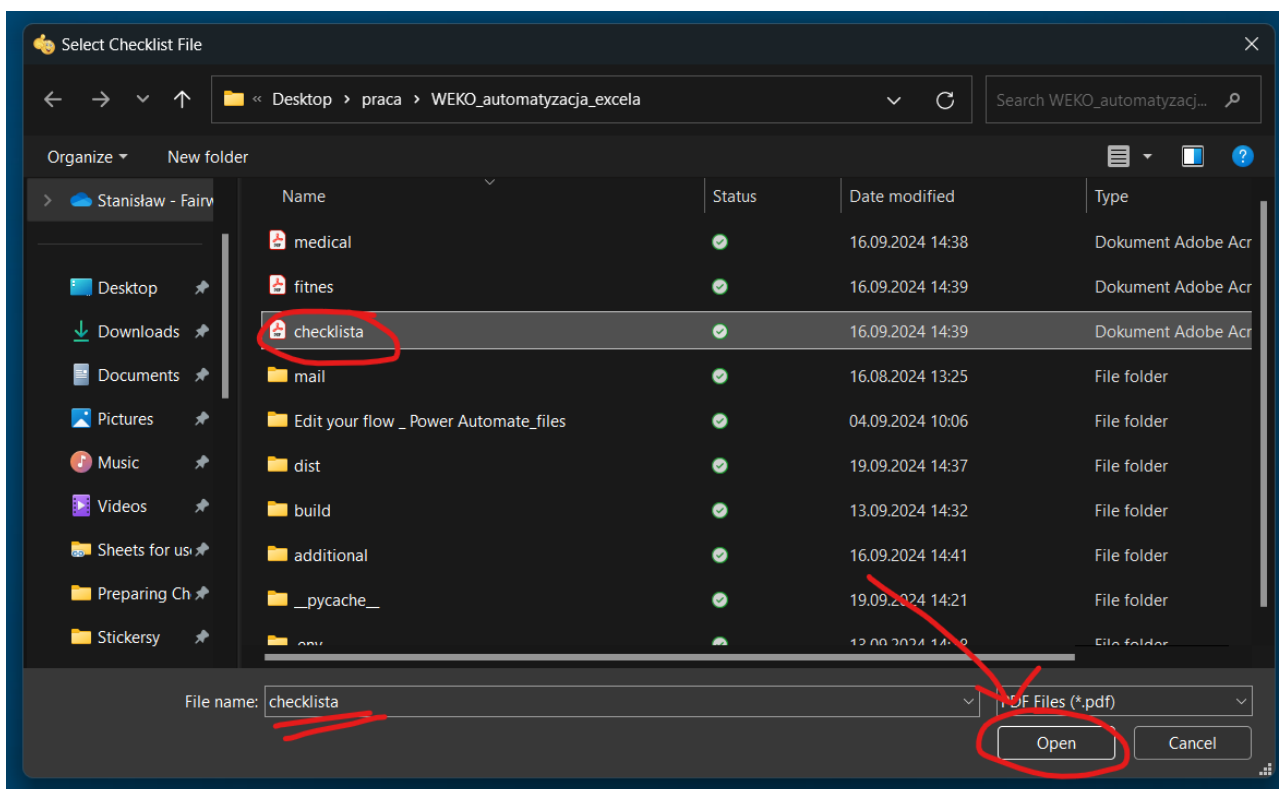 Select Checklist File
« Desktop > praca > WEKO_automatyzacja_excela
Search WEKO_automatyzacj...
Organize New folder
Stanisław - Fairw
Desktop
Downloads
Documents
Pictures
Music
Videos
Sheets for us
Preparing Ch
Stickersy
Name Status Date modified Type
medical 16.09.2024 14:38 Dokument Adobe Acr
fitnes 16.09.2024 14:39 Dokument Adobe Acr
checklista 16.09.2024 14:39 Dokument Adobe Acr
mail 16.08.2024 13:25 File folder
Edit your flow _ Power Automate_files 04.09.2024 10:06 File folder
dist 19.09.2024 14:37 File folder
build 13.09.2024 14:32 File folder
additional 16.09.2024 14:41 File folder
__pycache__ 19.09.2024 14:21 File folder
File folder
File name: checklista PDF Files (*.pdf)
Open Cancel